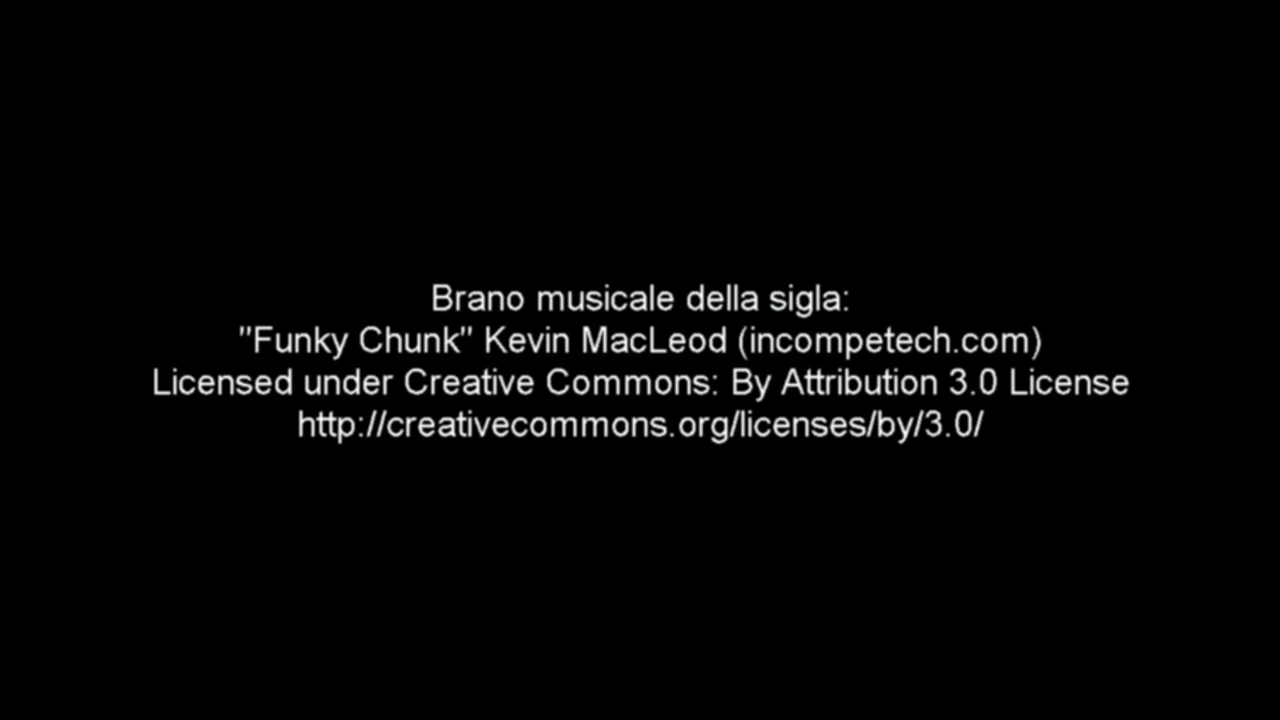 Brano musicale della sigla:
"Funky Chunk" Kevin MacLeod (incompetech.com)
Licensed under Creative Commons: By Attribution 3.0 License
http://creativecommons.org/licenses/by/3.0/